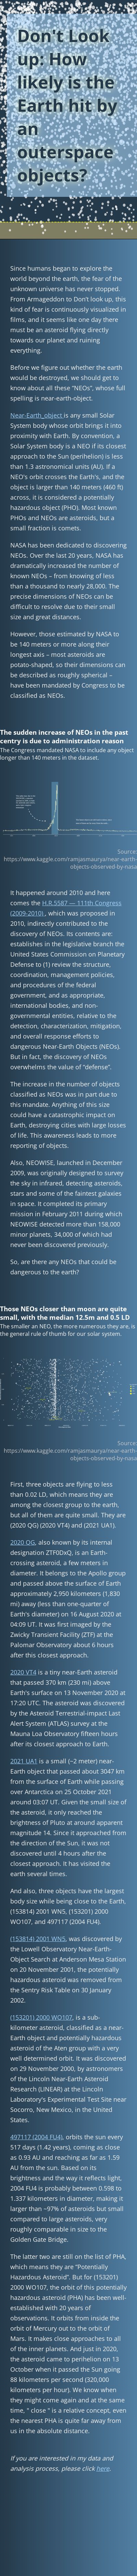 Don't Look
up: How
likely is the
Earth hit by
an
outerspace
objects?
Since humans began to explore the
world beyond the earth, the fear of the
unknown universe has never stopped.
From Armageddon to Don't look up, this
kind of fear is continuously visualized in
films, and it seems like one day there
must be an asteroid flying directly
towards our planet and ruining
everything.
Before we figure out whether the earth
would be destroyed, we should get to
know about all these "NEOs", whose full
spelling is near-earth-object.
Near-Earth object is any small Solar
System body whose orbit brings it into
proximity with Earth. By convention, a
Solar System body is a NEO if its closest
approach to the Sun (perihelion) is less
than 1.3 astronomical units (AU). If a
NEO's orbit crosses the Earth's, and the
object is larger than 140 meters (460 ft)
across, it is considered a potentially
hazardous object (PHO). Most known
PHOs and NEOs are asteroids, but a
small fraction is comets.
NASA has been dedicated to discovering
NEOs. Over the last 20 years, NASA has
dramatically increased the number of
known NEOs – from knowing of less
than a thousand to nearly 28,000. The
precise dimensions of NEOs can be
difficult to resolve due to their small
size and great distances.
However, those estimated by NASA to
be 140 meters or more along their
longest axis – most asteroids are
potato-shaped, so their dimensions can
be described as roughly spherical –
have been mandated by Congress to be
classified as NEOs.
The sudden increase of NEOs in the past
centry is due to administration reason
The Congress mandated NASA to include any object
longer than 140 meters in the dataset.
Source:
https://www.kaggle.com/ramjasmaurya/near-earth-
objects-observed-by-nasa
It happened around 2010 and here
comes the H.R.5587 — 111th Congress
(2009-2010) , which was proposed in
2010, indirectly contributed to the
discovery of NEOs. Its contents are
establishes in the legislative branch the
United States Commission on Planetary
Defense to (1) review the structure,
coordination, management policies,
and procedures of the federal
government, and as appropriate,
international bodies, and non-
governmental entities, relative to the
detection, characterization, mitigation,
and overall response efforts to
dangerous Near-Earth Objects (NEOs).
But in fact, the discovery of NEOs
overwhelms the value of "defense".
The increase in the number of objects
classified as NEOs was in part due to
this mandate. Anything of this size
could have a catastrophic impact on
Earth, destroying cities with large losses
of life. This awareness leads to more
reporting of objects.
Also, NEOWISE, launched in December
2009, was originally designed to survey
the sky in infrared, detecting asteroids,
stars and some of the faintest galaxies
in space. It completed its primary
mission in February 2011 during which
NEOWISE detected more than 158,000
minor planets, 34,000 of which had
never been discovered previously.
So, are there any NEOs that could be
dangerous to the earth?
Those NEOs closer than moon are quite
small, with the median 12.5m and 0.5 LD
The smaller an NEO, the more numerous they are, is
the general rule of thumb for our solar system.
Source:
https://www.kaggle.com/ramjasmaurya/near-earth-
objects-observed-by-nasa
First, three objects are flying to less
than 0.02 LD, which means they are
among the closest group to the earth.
but all of them are quite small. They are
(2020 QG) (2020 VT4) and (2021 UA1).
2020 QG, also known by its internal
designation ZTF0DxQ, is an Earth-
crossing asteroid, a few meters in
diameter. It belongs to the Apollo group
and passed above the surface of Earth
approximately 2,950 kilometers (1,830
mi) away (less than one-quarter of
Earth's diameter) on 16 August 2020 at
04:09 UT. It was first imaged by the
Zwicky Transient Facility (ZTF) at the
Palomar Observatory about 6 hours
after this closest approach.
2020 VT4 is a tiny near-Earth asteroid
that passed 370 km (230 mi) above
Earth's surface on 13 November 2020 at
17:20 UTC. The asteroid was discovered
by the Asteroid Terrestrial-impact Last
Alert System (ATLAS) survey at the
Mauna Loa Observatory fifteen hours
after its closest approach to Earth.
2021 UA1 is a small (~2 meter) near-
Earth object that passed about 3047 km
from the surface of Earth while passing
over Antarctica on 25 October 2021
around 03:07 UT. Given the small size of
the asteroid, it only reached the
brightness of Pluto at around apparent
magnitude 14. Since it approached from
the direction of the Sun, it was not
discovered until 4 hours after the
closest approach. It has visited the
earth several times.
And also, three objects have the largest
body size while being close to the Earth,
(153814) 2001 WN5, (153201) 2000
WO107, and 497117 (2004 FU4).
(153814) 2001 WN5, was discovered by
the Lowell Observatory Near-Earth-
Object Search at Anderson Mesa Station
on 20 November 2001. the potentially
hazardous asteroid was removed from
the Sentry Risk Table on 30 January
2002.
(153201) 2000 WO107, is a sub-
kilometer asteroid, classified as a near-
Earth object and potentially hazardous
asteroid of the Aten group with a very
well determined orbit. It was discovered
on 29 November 2000, by astronomers
of the Lincoln Near-Earth Asteroid
Research (LINEAR) at the Lincoln
Laboratory's Experimental Test Site near
Socorro, New Mexico, in the United
States.
497117 (2004 FU4), orbits the sun every
517 days (1.42 years), coming as close
as 0.93 AU and reaching as far as 1.59
AU from the sun. Based on its
brightness and the way it reflects light,
2004 FU4 is probably between 0.598 to
1.337 kilometers in diameter, making it
larger than ~97% of asteroids but small
compared to large asteroids, very
roughly comparable in size to the
Golden Gate Bridge.
The latter two are still on the list of PHA,
which means they are "Potentially
Hazardous Asteroid". But for (153201)
2000 WO107, the orbit of this potentially
hazardous asteroid (PHA) has been well-
established with 20 years of
observations. It orbits from inside the
orbit of Mercury out to the orbit of
Mars. It makes close approaches to all
of the inner planets. And just in 2020,
the asteroid came to perihelion on 13
October when it passed the Sun going
88 kilometers per second (320,000
kilometers per hour). We know when
they might come again and at the same
time, " close " is a relative concept, even
the nearest PHA is quite far away from
us in the absolute distance.
If you are interested in my data and
analysis process, please click here.